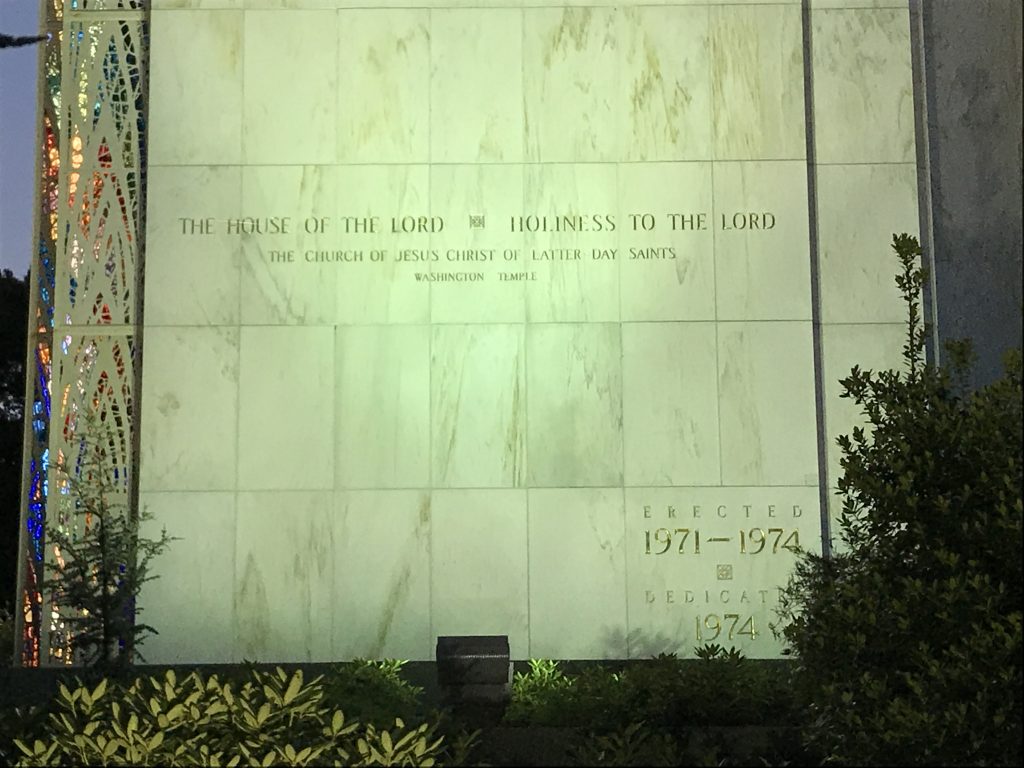 THE HOUSE OF THE LORD HOLINESS TO THE LORD
THE CHURCH OF JESUS CHRIST OF LATTER DAY SAINTS
WASHINGTON TEMPLE
ERECTED
1971—1974
DEDICAT
1974